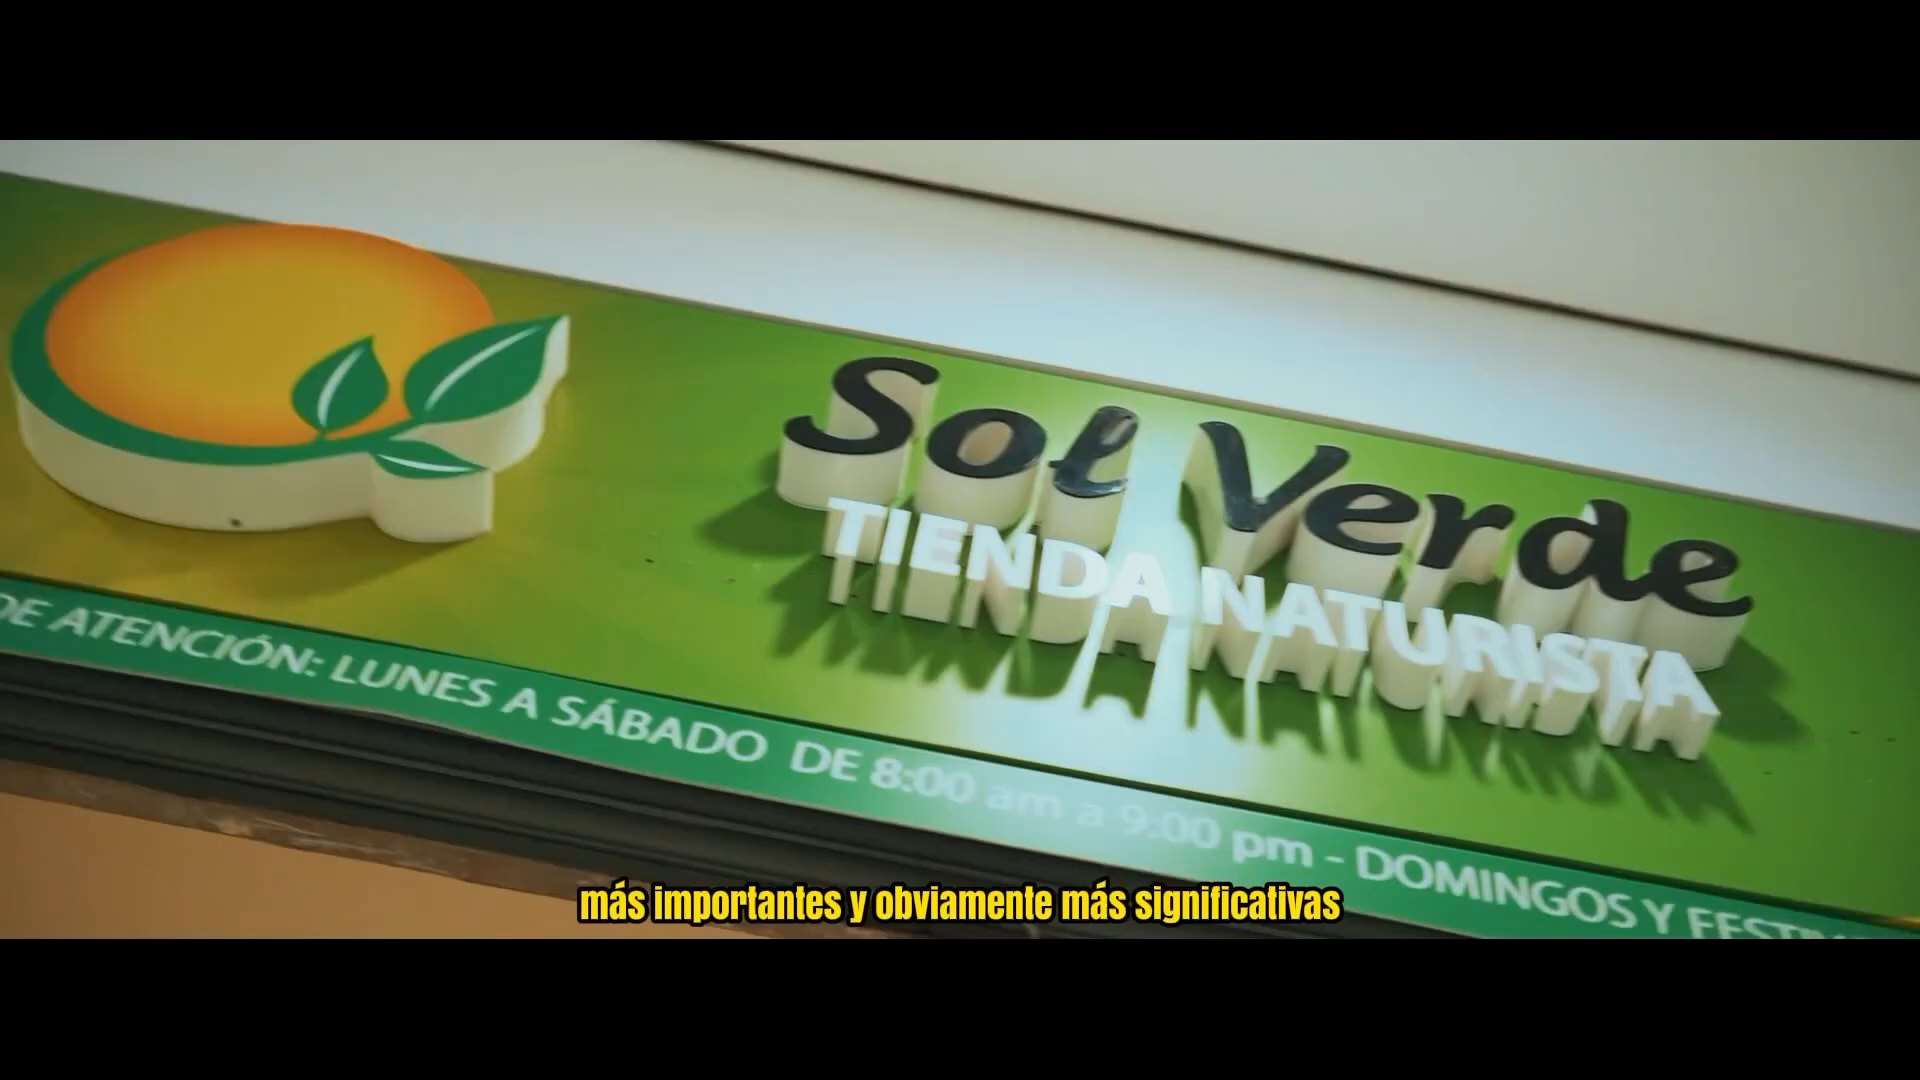 Sol Verde
TIENDA NATURISTA
DE ATENCIÓN: LUNES A SÁBADO DE 8:00 am a 9:00 pm - DOMINGOS Y
más importantes y obviamente más significativas